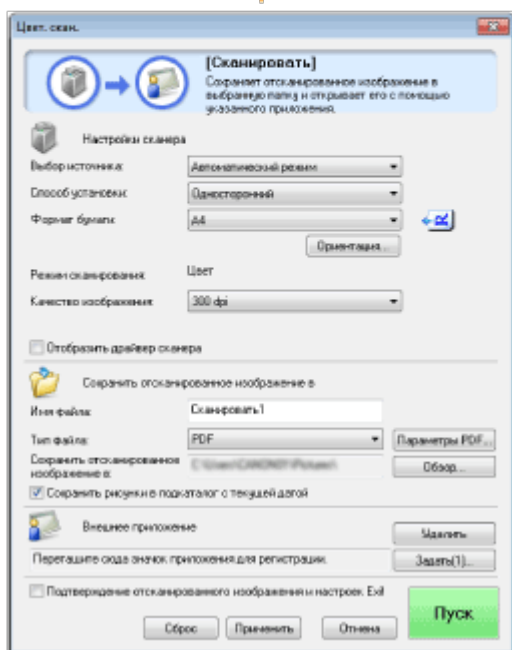 Цвет. скан.
[Сканировать]
Сохраняет отсканированное изображение в
выбранную папку и открывает его с помощью
указанного приложения.
Настройки сканера
Выбор источника: Автоматический режим
Способ установки: Односторонний
Формат бумаги: A4
Ориентация...
Режим сканирования: Цвет
Качество изображения: 300 dpi
Отобразить драйвер сканера
Сохранить отсканированное изображение в
Имя файла: Сканировать1
Тип файла: PDF Параметры PDF...
Сохранить отсканированное
изображение в: Обзор...
Сохранить рисунки в подкаталог с текущей датой
Внешнее приложение Удалить
Перетащите сюда значок приложения для регистрации. Задать(1)...
Подтверждение отсканированного изображения и настроек Exif
Пуск
Сброс Применить Отмена